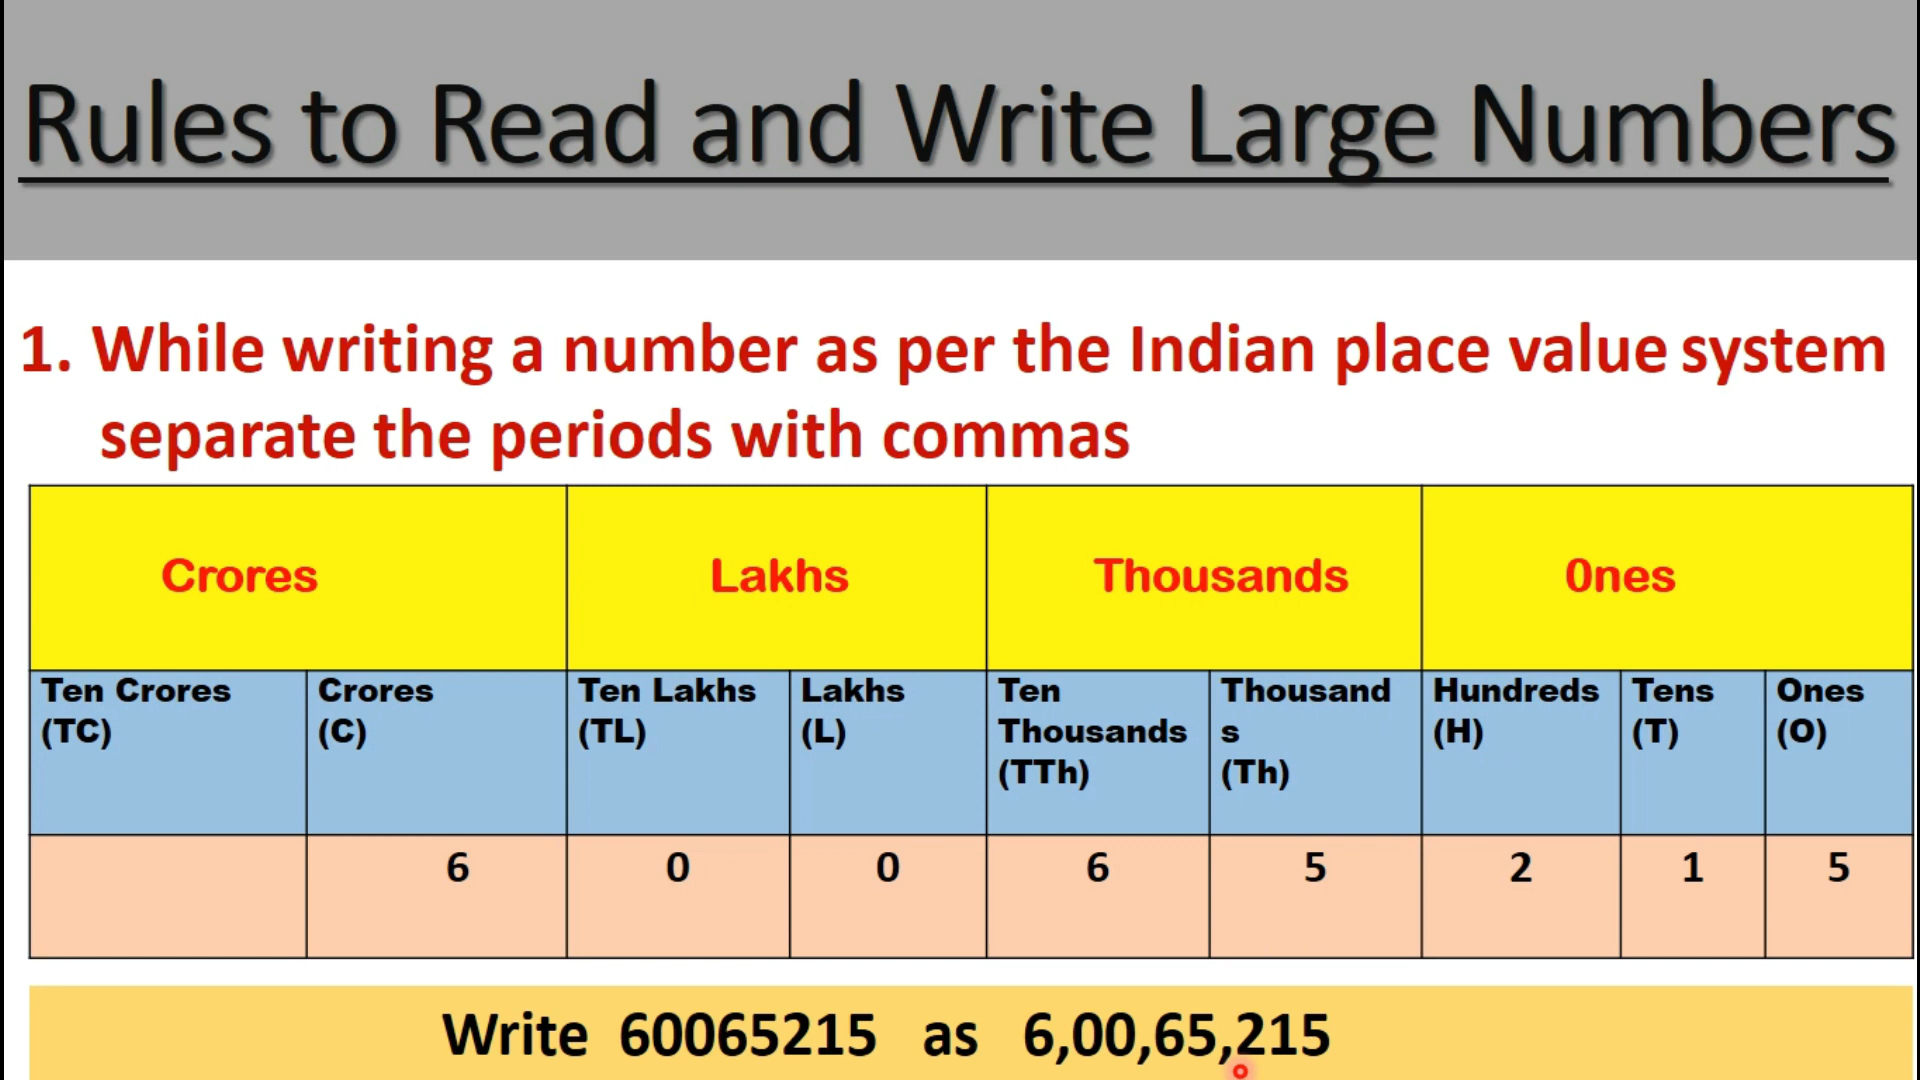 Rules to Read and Write Large Numbers
1. While writing a number as per the Indian place value system
separate the periods with commas
Crores Lakhs Thousands 0nes
Ten Crores (TC) Crores (C) Ten Lakhs (TL) Lakhs (L) Ten Thousands (TTh) Thousand s (Th) Hundreds (H) Tens (T) Ones (O)
6 0 0 6 5 2 1 5
Write 60065215 as 6,00,65,215